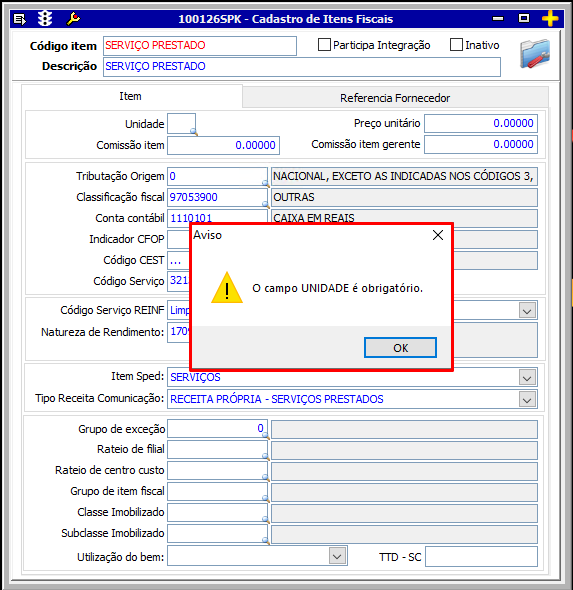 100126SPK - Cadastro de Itens Fiscais
Código item SERVIÇO PRESTADO Participa Integração Inativo
Descrição SERVIÇO PRESTADO
Item Referencia Fornecedor
Unidade Preço unitário 0.00000
Comissão item 0.00000 Comissão item gerente 0.00000
Tributação Origem 0 NACIONAL, EXCETO AS INDICADAS NOS CÓDIGOS 3,
Classificação fiscal 97053900 OUTRAS
Conta contábil 1110101 CAIXA EM REAIS
Indicador CFOP
Código CEST ...
Código Serviço 321
Código Serviço REINF Limp
Natureza de Rendimento: 1709
Aviso
O campo UNIDADE é obrigatório.
OK
Item Sped: SERVIÇOS
Tipo Receita Comunicação: RECEITA PRÓPRIA - SERVIÇOS PRESTADOS
Grupo de exceção 0
Rateio de filial
Rateio de centro custo
Grupo de item fiscal
Classe Imobilizado
Subclasse Imobilizado
Utilização do bem: TTD - SC